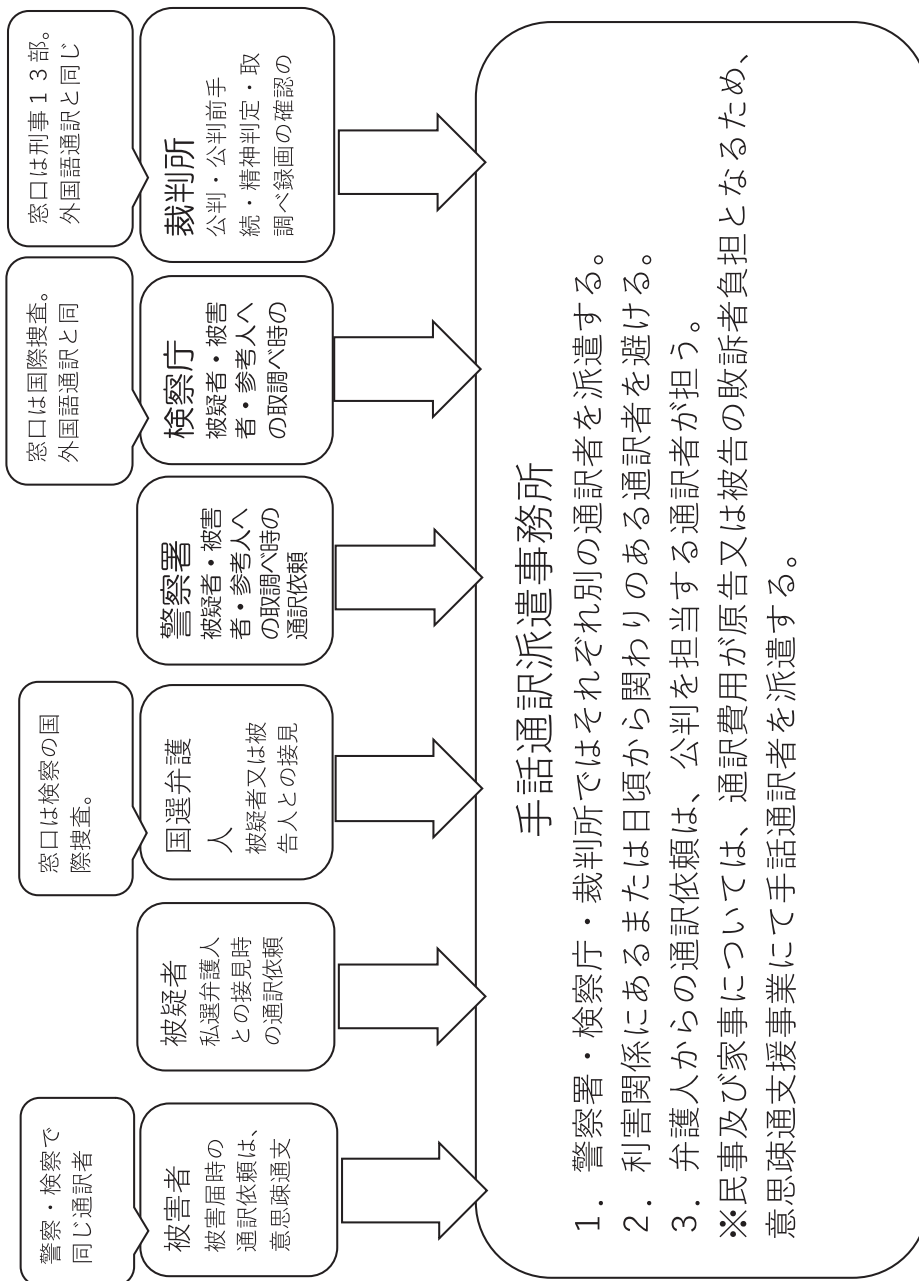 警察・検察で
同じ通訳者
被害者
被害届時の
通訳依頼は、
意思疎通支
被疑者
私選弁護人
との接見時
の通訳依頼
窓口は検察の国
際捜査。
国選弁護
人
被疑者又は被
告人との接見
警察署
被疑者・被害
者・参考人へ
の取調べ時の
通訳依頼
窓口は国際捜査。
外国語通訳と同
検察庁
被疑者・被害
者・参考人へ
の取調べ時の
窓口は刑事13部。
外国語通訳と同じ
裁判所
公判・公判前手
続・精神判定・取
調べ録画の確認の
手話通訳派遣事務所
1. 警察署・検察庁・裁判所ではそれぞれ別の通訳者を派遣する。
2. 利害関係にあるまたは日頃から関わりのある通訳者を避ける。
3. 弁護人からの通訳依頼は、公判を担当する通訳者が担う。
※民事及び家事については、通訳費用が原告又は被告の敗訴者負担となるため、
意思疎通支援事業にて手話通訳者を派遣する。